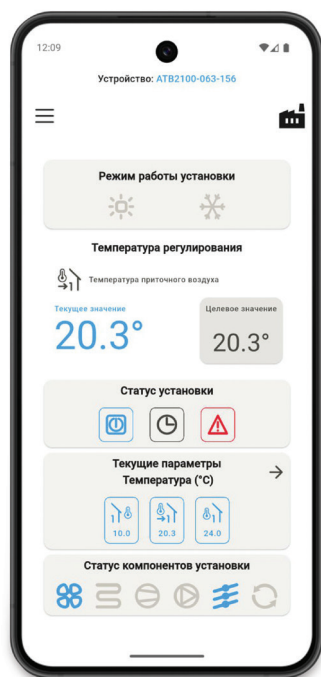 12:09
Устройство: ATB2100-063-156
Режим работы установки
Температура регулирования
Температура приточного воздуха
Текущее значение
20.3°
Целевое значение
20.3°
Статус установки
Текущие параметры
Температура (°C)
10.0
20.3
24.0
Статус компонентов установки